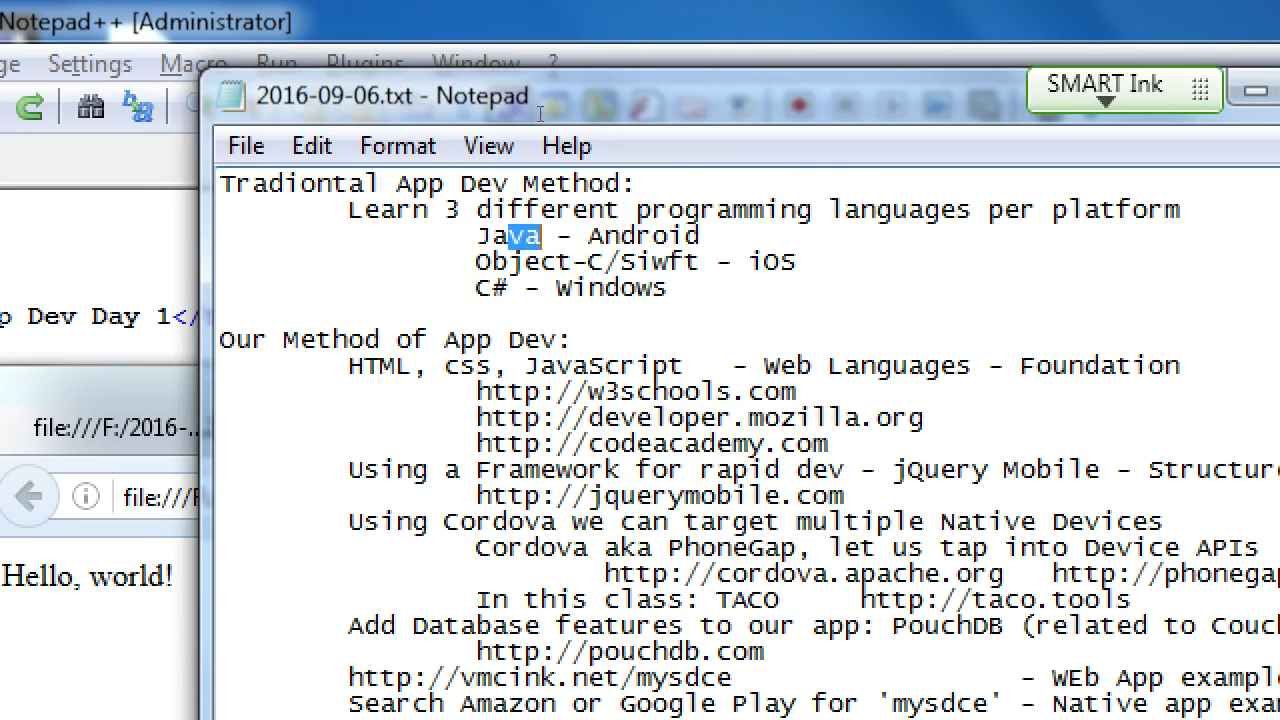 Notepad++ [Administrator]
ge Settings Macro Run Plugins Window ?
2016-09-06.txt - Notepad
SMART Ink
File Edit Format View Help
Tradiontal App Dev Method:
Learn 3 different programming languages per platform
Java - Android
Object-C/Siwft - iOS
C# - Windows
p Dev Day 1</
Our Method of App Dev:
HTML, css, JavaScript - Web Languages - Foundation
http://w3schools.com
http://developer.mozilla.org
http://codeacademy.com
Using a Framework for rapid dev - jQuery Mobile - Structure
http://jquerymobile.com
Using Cordova we can target multiple Native Devices
Cordova aka PhoneGap, let us tap into Device APIs
http://cordova.apache.org http://phonegap
In this class: TACO http://taco.tools
Add Database features to our app: PouchDB (related to Couc
http://pouchdb.com
http://vmcink.net/mysdce - WEb App example
Search Amazon or Google Play for 'mysdce' - Native app exa
file:///F:/2016-...
file:///F
Hello, world!